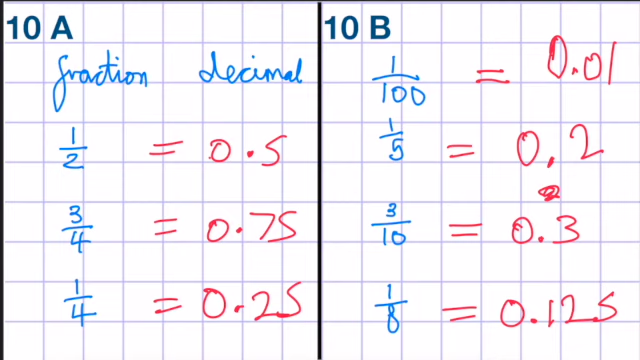 10 A
fraction decimal
1/2 = 0.5
3/4 = 0.75
1/4 = 0.25
10 B
1/100 = 0.01
1/5 = 0.2
3/10 = 0.3
1/8 = 0.125